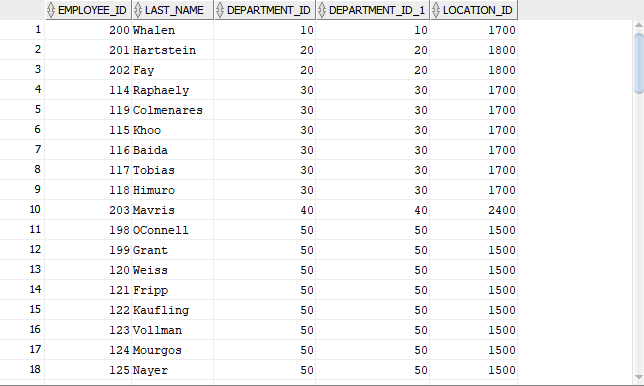 EMPLOYEE_ID LAST_NAME DEPARTMENT_ID DEPARTMENT_ID_1 LOCATION_ID
1 200 Whalen 10 10 1700
2 201 Hartstein 20 20 1800
3 202 Fay 20 20 1800
4 114 Raphaely 30 30 1700
5 119 Colmenares 30 30 1700
6 115 Khoo 30 30 1700
7 116 Baida 30 30 1700
8 117 Tobias 30 30 1700
9 118 Himuro 30 30 1700
10 203 Mavris 40 40 2400
11 198 OConnell 50 50 1500
12 199 Grant 50 50 1500
13 120 Weiss 50 50 1500
14 121 Fripp 50 50 1500
15 122 Kaufling 50 50 1500
16 123 Vollman 50 50 1500
17 124 Mourgos 50 50 1500
18 125 Nayer 50 50 1500